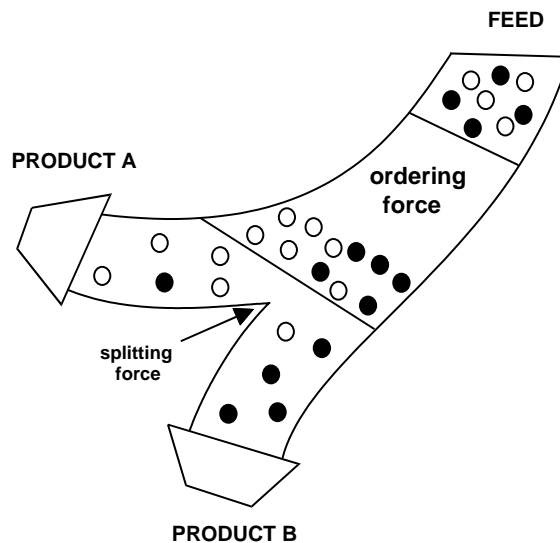 FEED
PRODUCT A
ordering
force
splitting
force
PRODUCT B